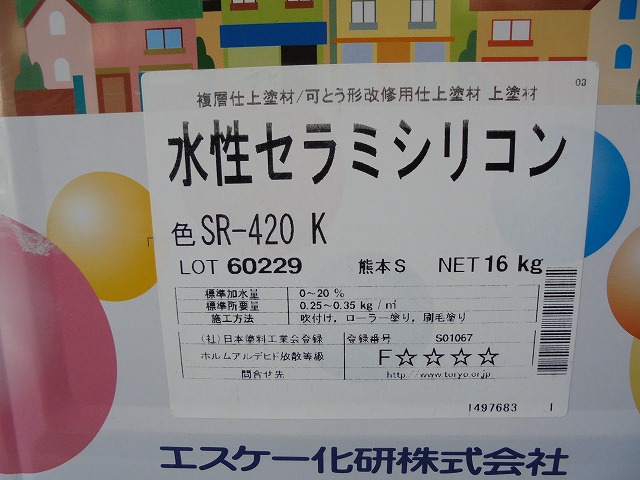 03
複層仕上塗材/可とう形改修用仕上塗材 上塗材
水性セラミシリコン
色 SR-420 K
LOT 60229 熊本S NET 16 kg
標準加水量 0～20 %
標準所要量 0.25～0.35 kg / ㎡
施工方法 吹付け, ローラー塗り, 刷毛塗り
(社)日本塗料工業会登録 登録番号 S01067
ホルムアルデヒド放散等級 F☆☆☆☆
問合せ先 http://www.toryo.or.jp
1497683 1
エスケー化研株式会社